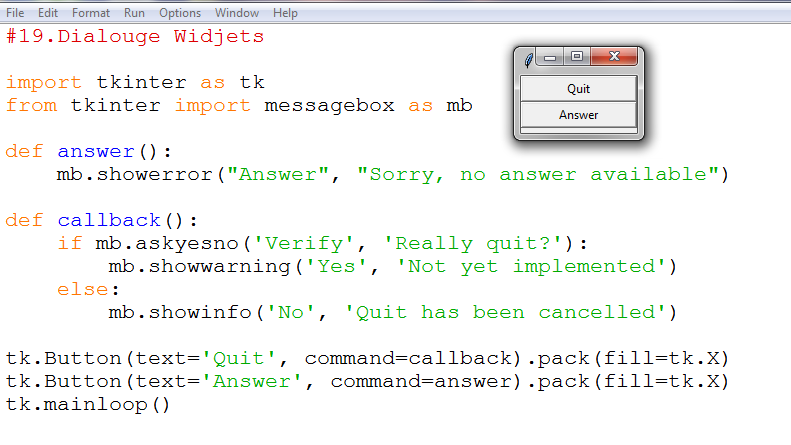 File Edit Format Run Options Window Help
#19.Dialouge Widjets
import tkinter as tk
from tkinter import messagebox as mb
def answer():
    mb.showerror("Answer", "Sorry, no answer available")
def callback():
    if mb.askyesno('Verify', 'Really quit?'):
        mb.showwarning('Yes', 'Not yet implemented')
    else:
        mb.showinfo('No', 'Quit has been cancelled')
tk.Button(text='Quit', command=callback).pack(fill=tk.X)
tk.Button(text='Answer', command=answer).pack(fill=tk.X)
tk.mainloop()
Quit
Answer